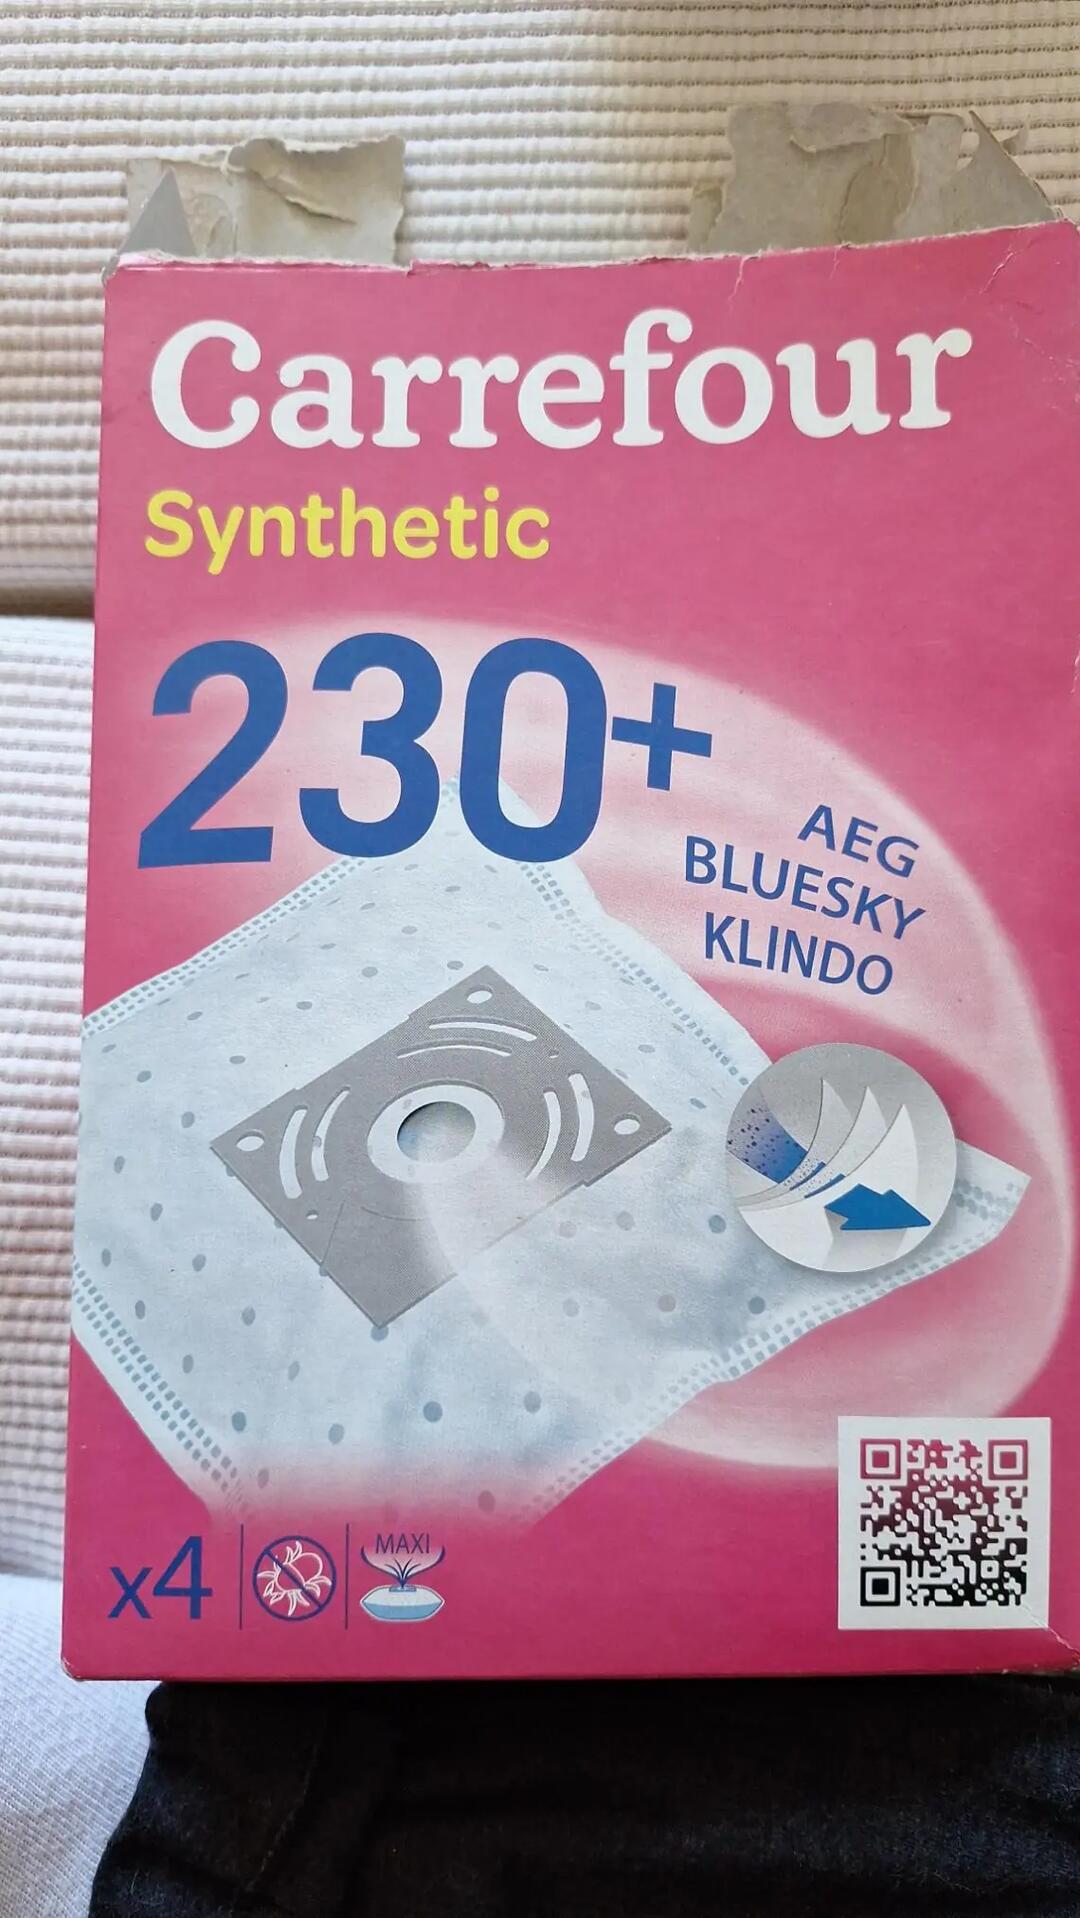 Carrefour
Synthetic
230+
AEG
BLUESKY
KLINDO
x4
MAXI